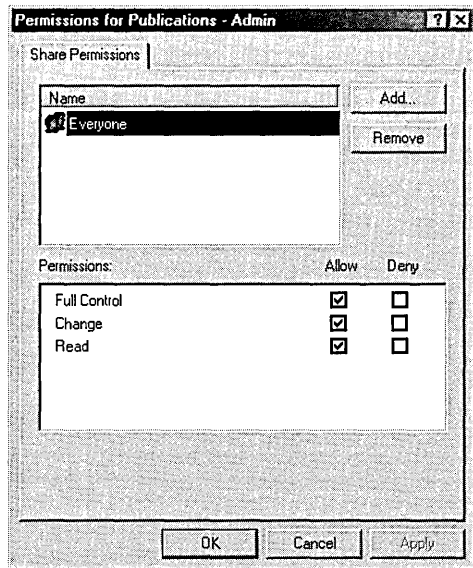 Permissions for Publications - Admin
Share Permissions
Name
Add...
Everyone
Remove
Permissions: Allow Deny
Full Control
Change
Read
OK Cancel Apply